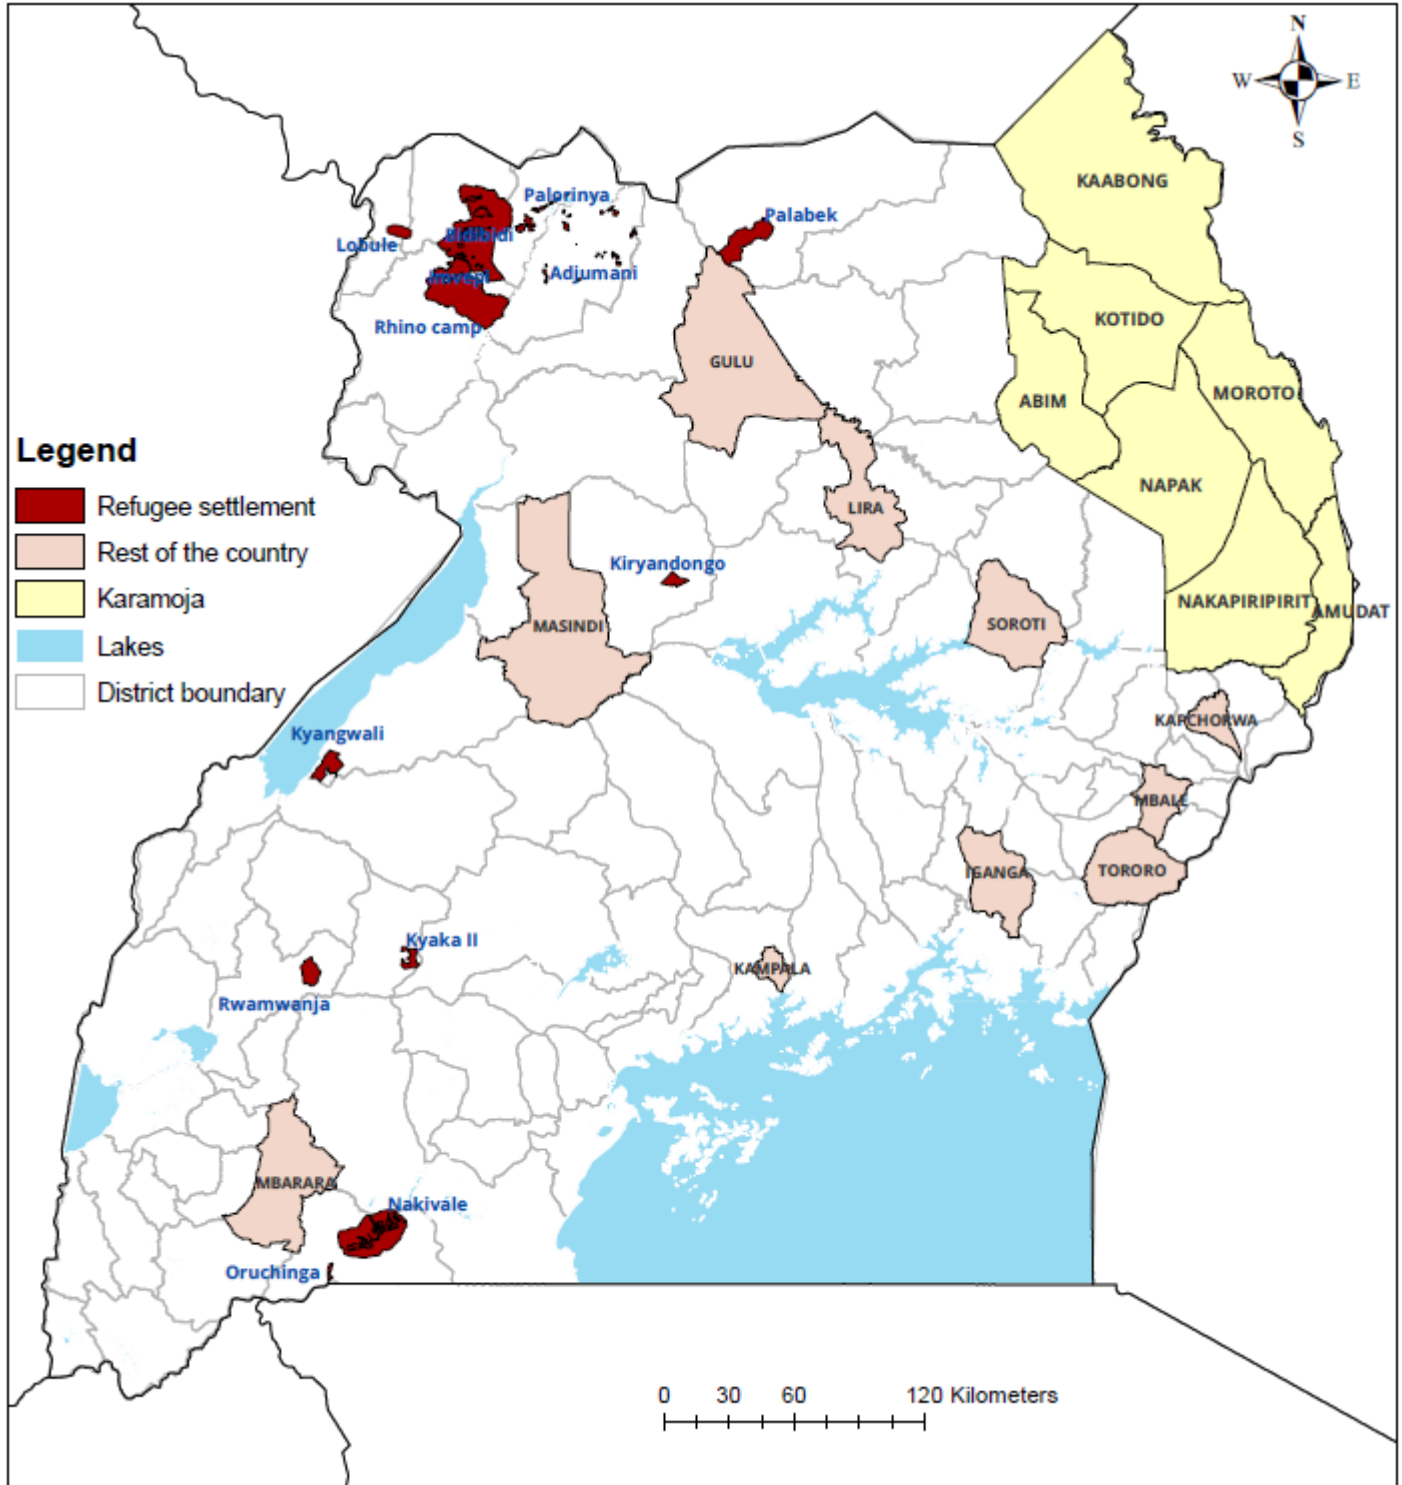 N
W E
S
KAABONG
Palorinya
Palabek
Bidibidi
Lobule
Imvepi
Adjumani
Rhino camp
KOTIDO
GULU
MOROTO
ABIM
Legend
NAPAK
Refugee settlement
LIRA
Rest of the country
Kiryandongo
Karamoja
NAKAPIRIPIRIT
AMUDAT
MASINDI
SOROTI
Lakes
District boundary
KAPCHORWA
Kyangwali
MBALE
IGANGA
TORORO
Kyaka II
KAMPALA
Rwamwanja
MBARARA
Nakivale
Oruchinga
0 30 60 120 Kilometers